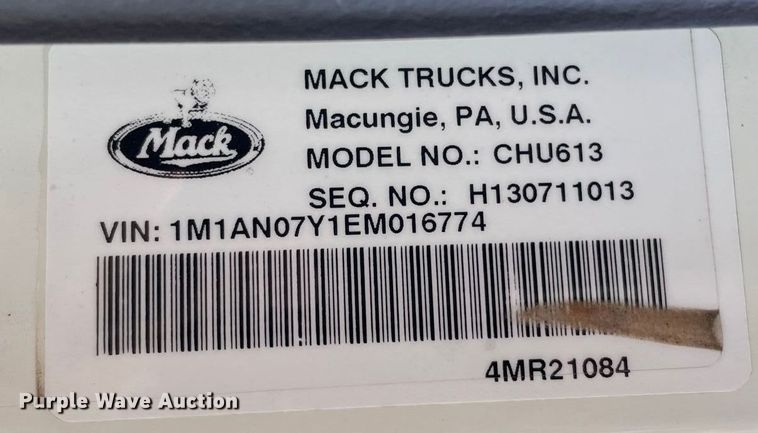 MACK TRUCKS, INC.
Mack
Macungie, PA, U.S.A.
MODEL NO.: CHU613
SEQ. NO.: H130711013
VIN: 1M1AN07Y1EM016774
4MR21084
Purple Wave Auction